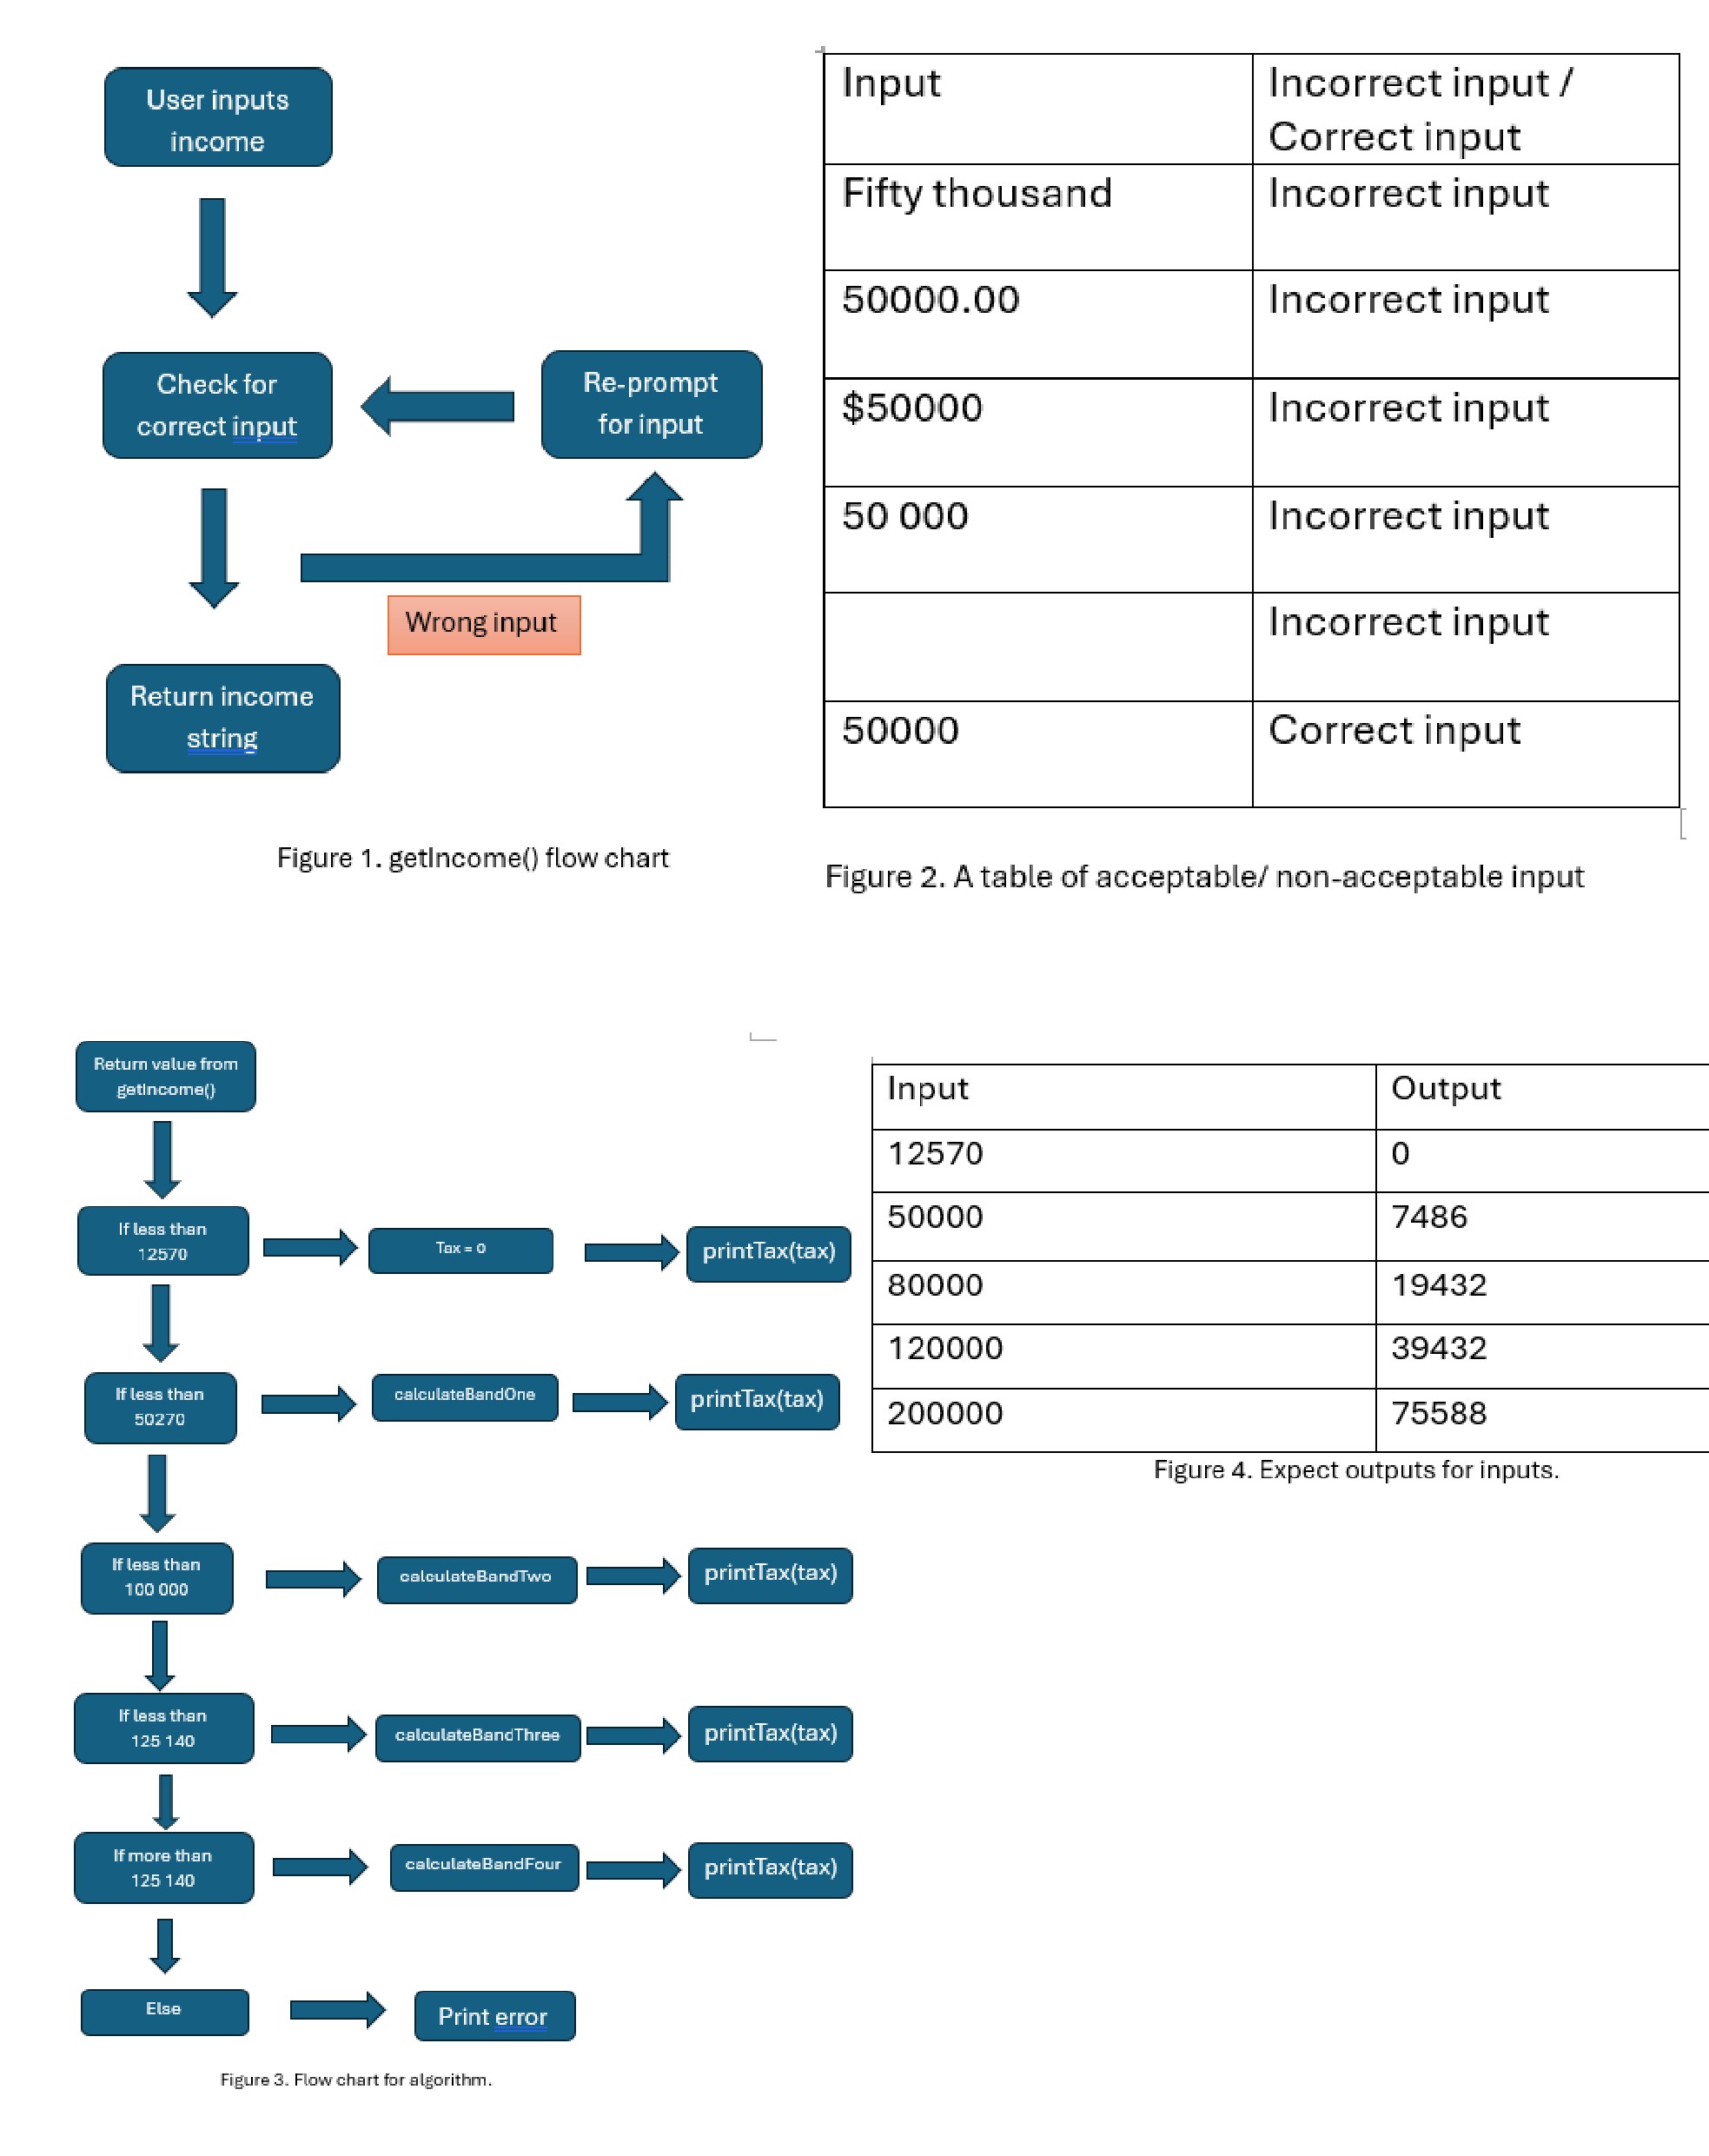 User inputs
income
Check for
correct input
Re-prompt
for input
Wrong input
Return income
string
Figure 1. getIncome() flow chart
Input
Incorrect input /
Correct input
Fifty thousand
Incorrect input
50000.00
Incorrect input
$50000
Incorrect input
50 000
Incorrect input
Incorrect input
50000
Correct input
Figure 2. A table of acceptable/ non-acceptable input
Return value from
getIncome()
If less than
12570
Tax = 0
printTax(tax)
If less than
50270
calculateBandOne
printTax(tax)
If less than
100 000
calculateBandTwo
printTax(tax)
If less than
125 140
calculateBandThree
printTax(tax)
If more than
125 140
calculateBandFour
printTax(tax)
Else
Print error
Figure 3. Flow chart for algorithm.
Input
Output
12570
0
50000
7486
80000
19432
120000
39432
200000
75588
Figure 4. Expect outputs for inputs.